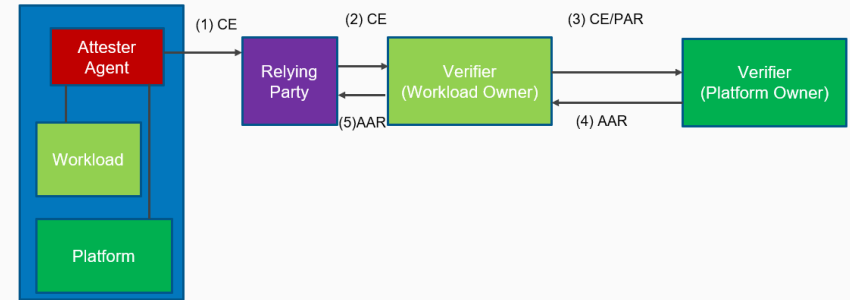 (1) CE
(2) CE
(3) CE/PAR
Attester
Agent
Relying
Party
Verifier
(Workload Owner)
Verifier
(Platform Owner)
(5)AAR
(4) AAR
Workload
Platform